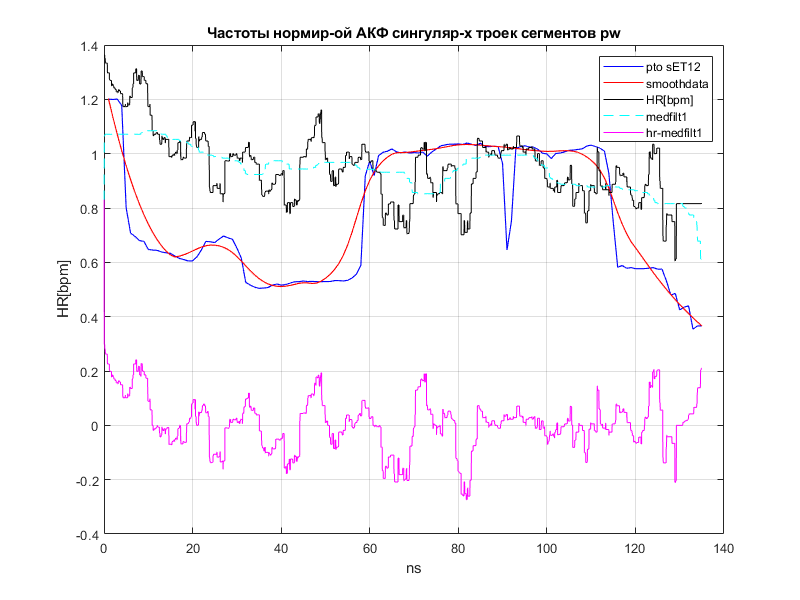 Частоты нормир-ой АКФ сингуляр-х троек сегментов pw
1.4
1.2
1
0.8
0.6
0.4
0.2
0
-0.2
-0.4
HR[bpm]
pto sET12
smoothdata
HR[bpm]
medfilt1
hr-medfilt1
0 20 40 60 80 100 120 140
ns